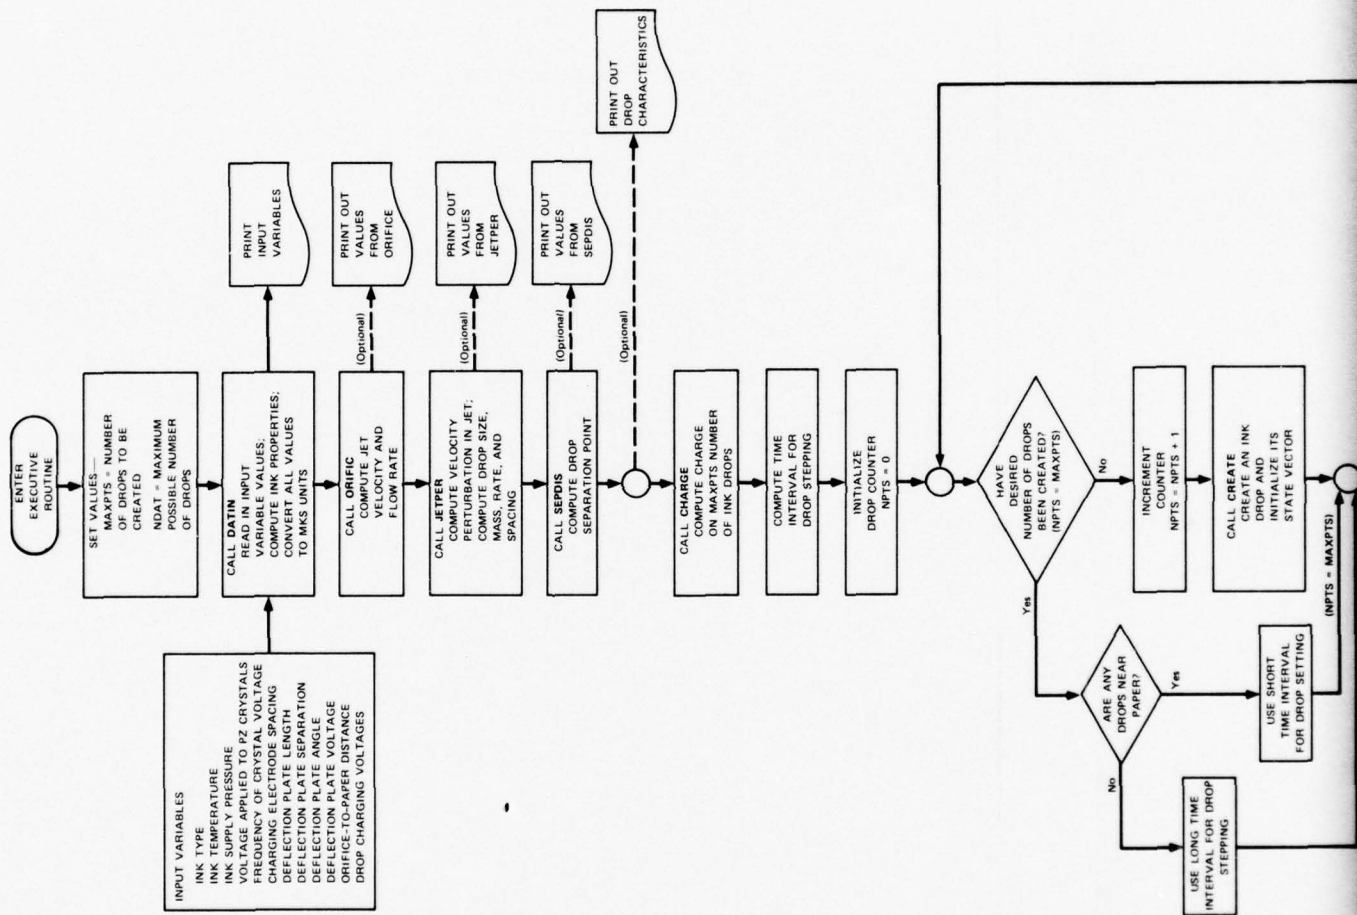 ENTER
EXECUTIVE
ROUTINE
SET VALUES—
MAXPTS = NUMBER
OF DROPS TO BE
CREATED
NDAT = MAXIMUM
POSSIBLE NUMBER
OF DROPS
INPUT VARIABLES
INK TYPE
INK TEMPERATURE
INK SUPPLY PRESSURE
VOLTAGE APPLIED TO PZ CRYSTALS
FREQUENCY OF CRYSTAL VOLTAGE
CHARGING ELECTRODE SPACING
DEFLECTION PLATE LENGTH
DEFLECTION PLATE SEPARATION
DEFLECTION PLATE ANGLE
DEFLECTION PLATE VOLTAGE
ORIFICE-TO-PAPER DISTANCE
DROP CHARGING VOLTAGES
CALL DATIN
READ IN INPUT
VARIABLE VALUES;
COMPUTE INK PROPERTIES;
CONVERT ALL VALUES
TO MKS UNITS
PRINT
INPUT
VARIABLES
CALL ORIFIC
COMPUTE JET
VELOCITY AND
FLOW RATE
(Optional)
PRINT OUT
VALUES
FROM
ORIFICE
CALL JETPER
COMPUTE VELOCITY
PERTURBATION IN JET;
COMPUTE DROP SIZE,
MASS, RATE, AND
SPACING
(Optional)
PRINT OUT
VALUES
FROM
JETPER
CALL SEPDIS
COMPUTE DROP
SEPARATION POINT
(Optional)
PRINT OUT
VALUES
FROM
SEPDIS
(Optional)
PRINT OUT
DROP
CHARACTERISTICS
CALL CHARGE
COMPUTE CHARGE
ON MAXPTS NUMBER
OF INK DROPS
COMPUTE TIME
INTERVAL FOR
DROP STEPPING
INITIALIZE
DROP COUNTER
NPTS = 0
HAVE
DESIRED
NUMBER OF DROPS
BEEN CREATED?
(NPTS = MAXPTS)
Yes
No
ARE ANY
DROPS NEAR
PAPER?
No
Yes
INCREMENT
COUNTER
NPTS = NPTS + 1
CALL CREATE
CREATE AN INK
DROP AND
INITIALIZE ITS
STATE VECTOR
USE LONG TIME
INTERVAL FOR DROP
STEPPING
USE SHORT
TIME INTERVAL
FOR DROP SETTING
(NPTS = MAXPTS)